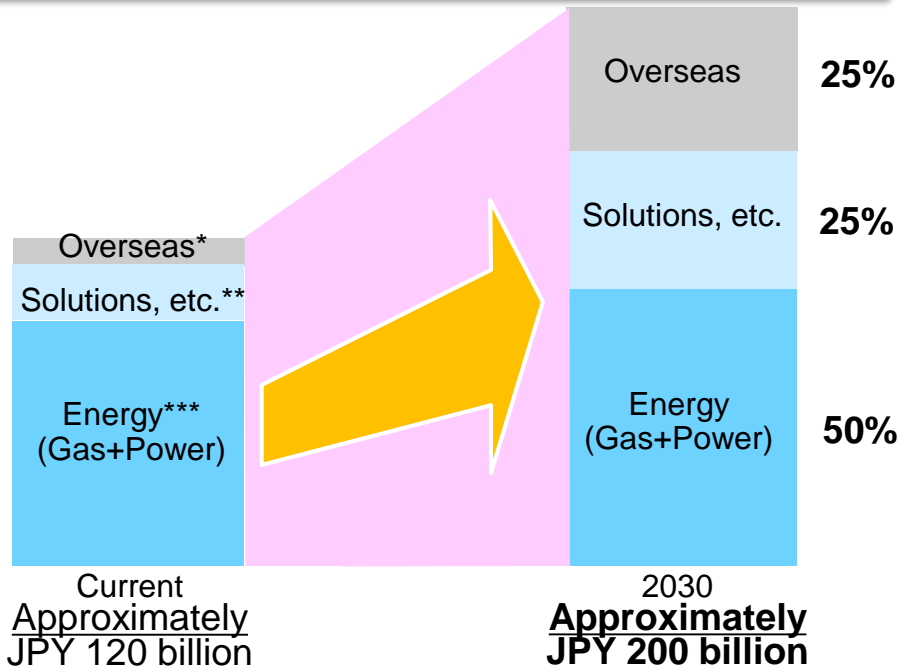 Overseas*
Solutions, etc.**
Energy***
(Gas+Power)
Current
Approximately
JPY 120 billion
Overseas
25%
Solutions, etc.
25%
Energy
(Gas+Power)
50%
2030
Approximately
JPY 200 billion